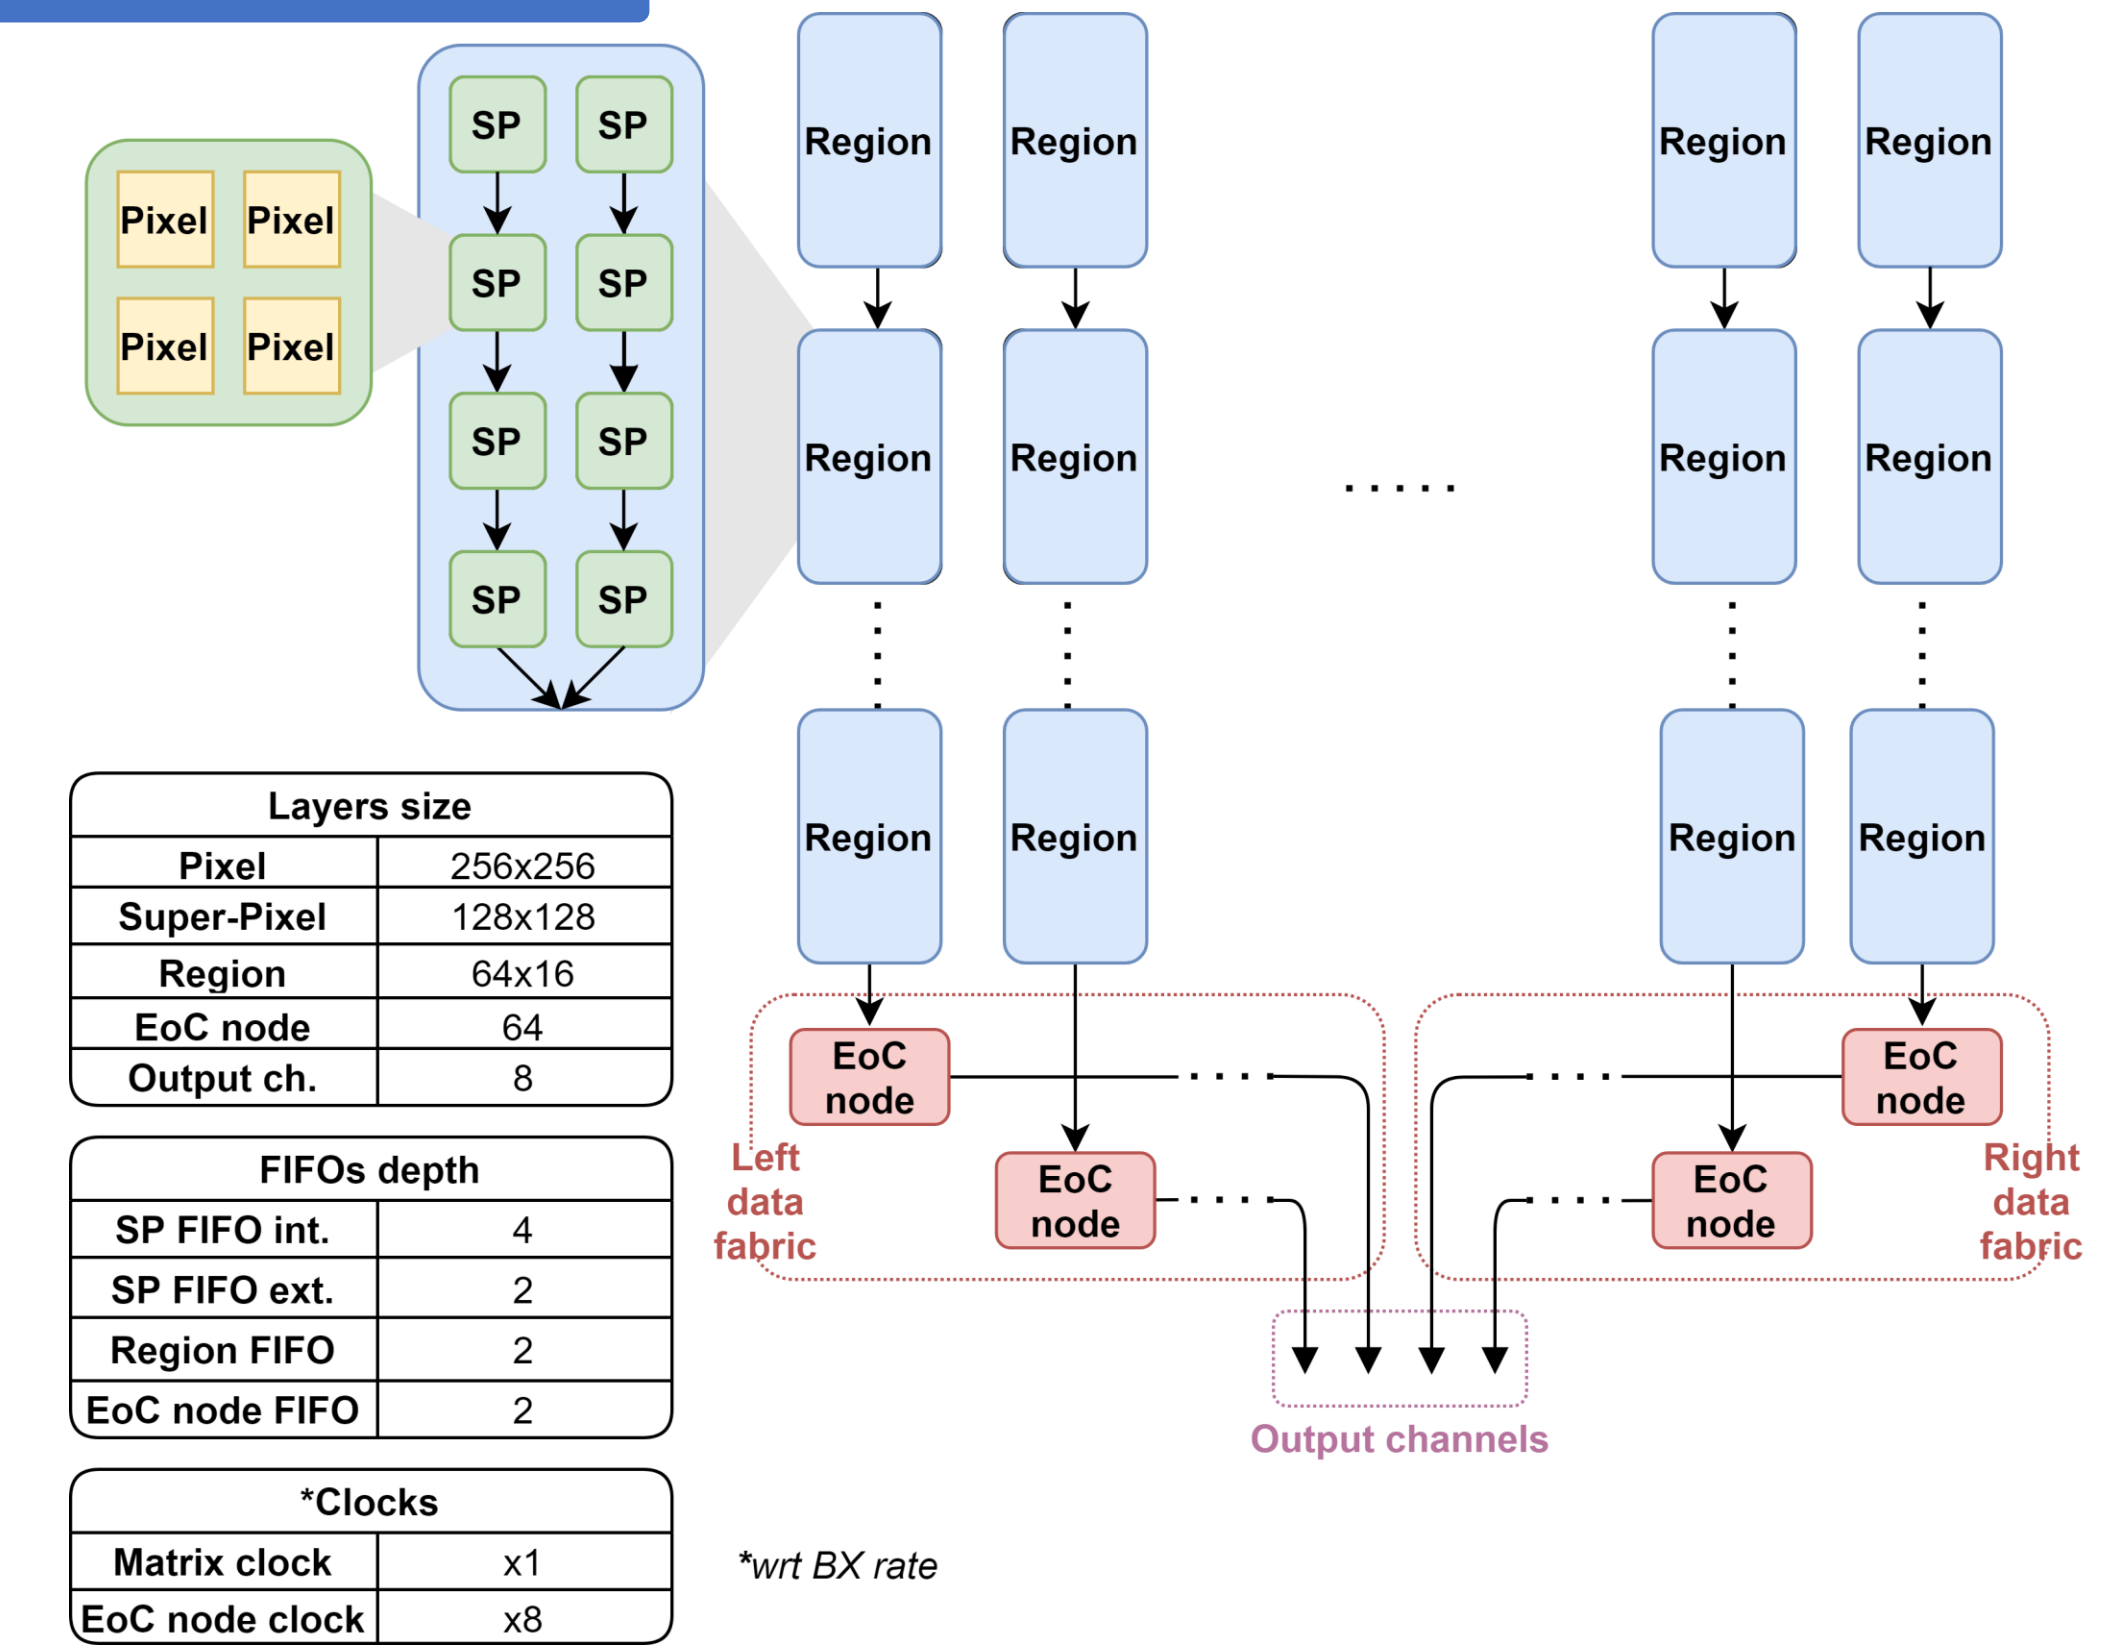 SP SP
SP SP
SP SP
SP SP
Pixel Pixel
Pixel Pixel
Region Region Region Region
Region Region ..... Region Region
Region Region Region Region
EoC
node
EoC
node
EoC
node
EoC
node
Left
data
fabric
Right
data
fabric
Output channels
Layers size
Pixel 256x256
Super-Pixel 128x128
Region 64x16
EoC node 64
Output ch. 8
FIFOs depth
SP FIFO int. 4
SP FIFO ext. 2
Region FIFO 2
EoC node FIFO 2
*Clocks
Matrix clock x1
EoC node clock x8
*wrt BX rate